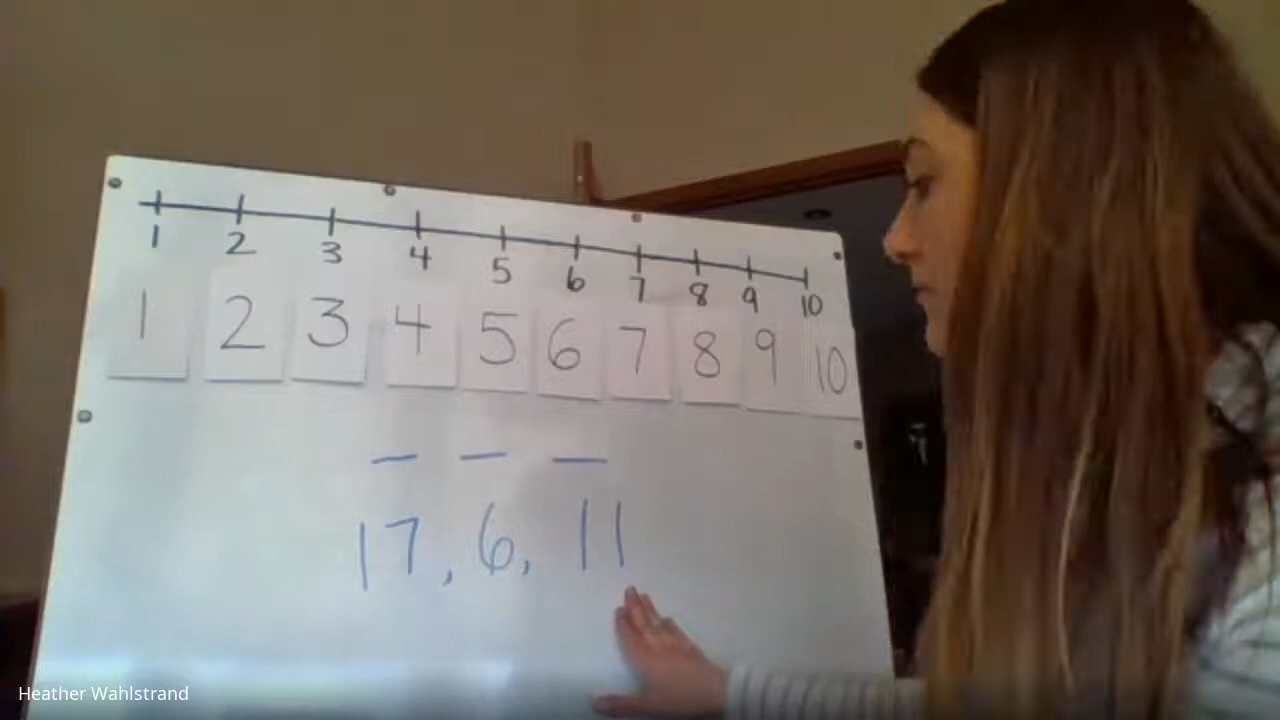 1 2 3 4 5 6 7 8 9 10
1 2 3 4 5 6 7 8 9 10
_ _ _
17, 6, 11
Heather Wahlstrand